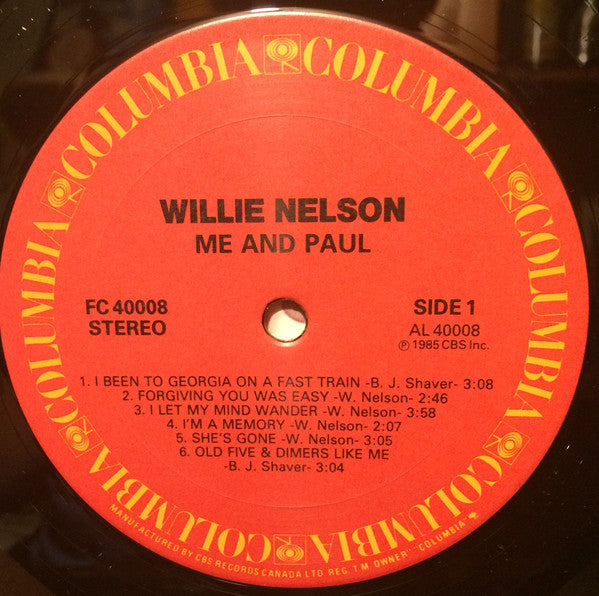 COLUMBIA COLUMBIA COLUMBIA COLUMBIA COLUMBIA COLUMBIA COLUMBIA
WILLIE NELSON
ME AND PAUL
FC 40008
STEREO
SIDE 1
AL 40008
Ⓟ 1985 CBS Inc.
1. I BEEN TO GEORGIA ON A FAST TRAIN -B. J. Shaver- 3:08
2. FORGIVING YOU WAS EASY -W. Nelson- 2:46
3. I LET MY MIND WANDER -W. Nelson- 3:58
4. I'M A MEMORY -W. Nelson- 2:07
5. SHE'S GONE -W. Nelson- 3:05
6. OLD FIVE & DIMERS LIKE ME
-B. J. Shaver- 3:04
MANUFACTURED BY CBS RECORDS CANADA LTD REG. T M OWNER "COLUMBIA"